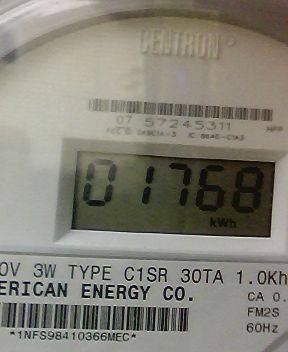 CENTRON®
07 57245311
HPP
01768
kWh
0V 3W TYPE C1SR 30TA 1.0Kh
ERICAN ENERGY CO.
CA 0.
FM2S
*1NFS98410366MEC*
60Hz